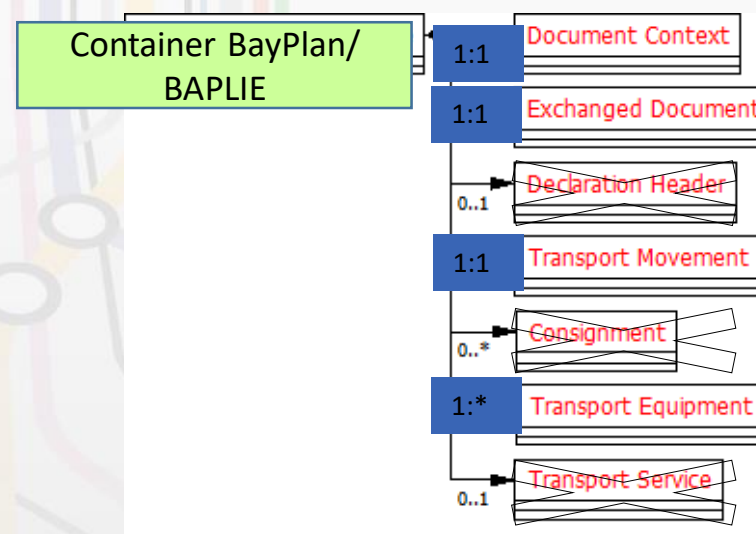 Container BayPlan/
BAPLIE
1:1
Document Context
1:1
Exchanged Document
Declaration Header
0..1
1:1
Transport Movement
Consignment
0..*
1:*
Transport Equipment
Transport Service
0..1